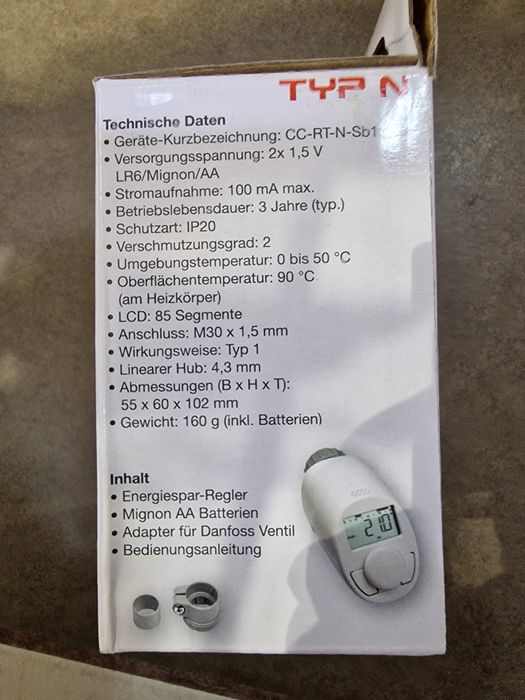 TYP N
Technische Daten
• Geräte-Kurzbezeichnung: CC-RT-N-Sb1
• Versorgungsspannung: 2x 1,5 V
LR6/Mignon/AA
• Stromaufnahme: 100 mA max.
• Betriebslebensdauer: 3 Jahre (typ.)
• Schutzart: IP20
• Verschmutzungsgrad: 2
• Umgebungstemperatur: 0 bis 50 °C
• Oberflächentemperatur: 90 °C
(am Heizkörper)
• LCD: 85 Segmente
• Anschluss: M30 x 1,5 mm
• Wirkungsweise: Typ 1
• Linearer Hub: 4,3 mm
• Abmessungen (B x H x T):
55 x 60 x 102 mm
• Gewicht: 160 g (inkl. Batterien)
Inhalt
• Energiespar-Regler
• Mignon AA Batterien
• Adapter für Danfoss Ventil
• Bedienungsanleitung
21.0